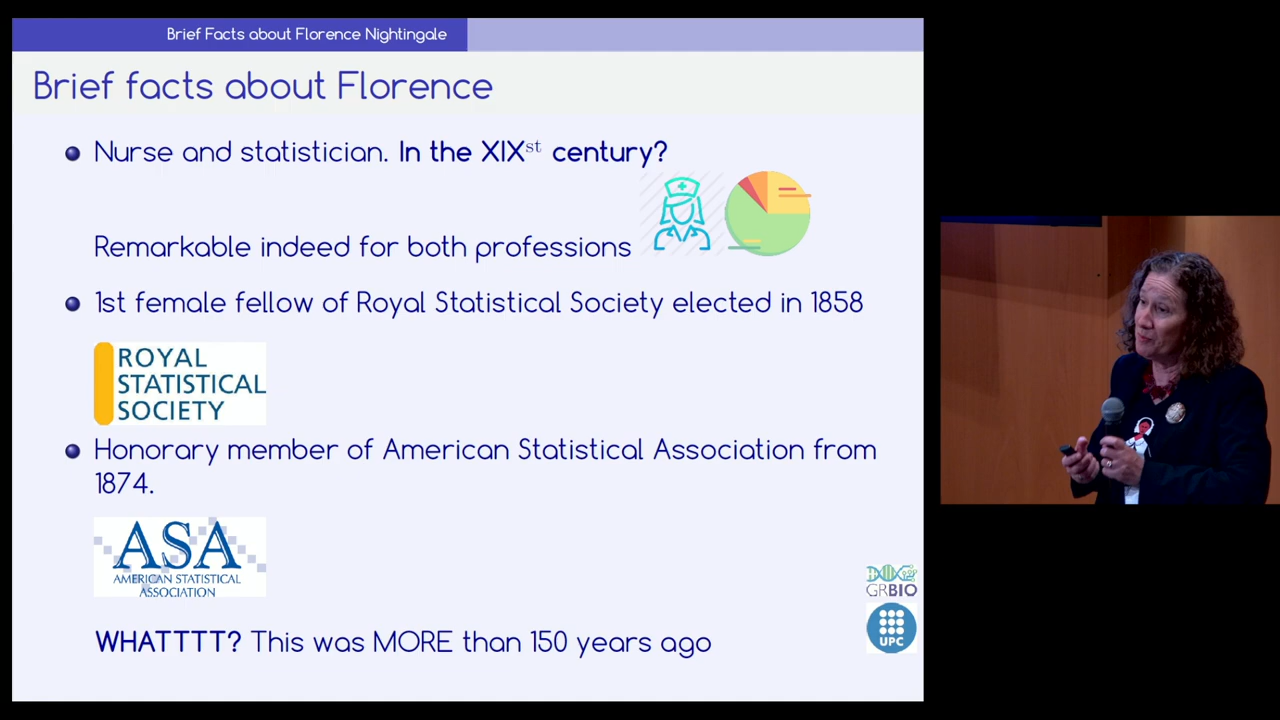 Brief Facts about Florence Nightingale
Brief facts about Florence
Nurse and statistician. In the XIXst century?
Remarkable indeed for both professions
1st female fellow of Royal Statistical Society elected in 1858
ROYAL
STATISTICAL
SOCIETY
Honorary member of American Statistical Association from
1874.
ASA
AMERICAN STATISTICAL
ASSOCIATION
GRBIO
UPC
WHATTTT? This was MORE than 150 years ago